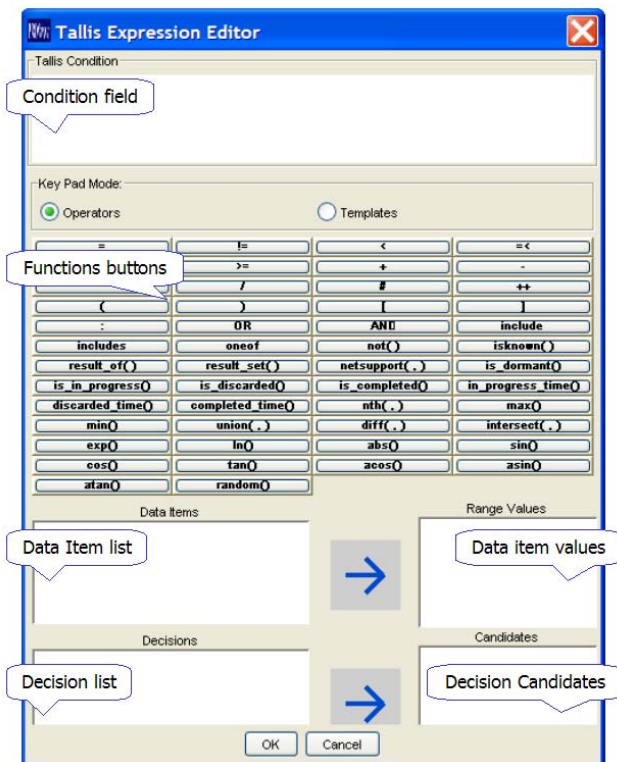 Tallis Expression Editor
Tallis Condition
Condition field
Key Pad Mode:
Operators Templates
= != < =<
Functions buttons >= + -
/ # ++
( ) [ ]
: OR AND include
includes oneof not() isknown()
result_of() result_set() netsupport(,) is_dormant()
is_in_progress() is_discarded() is_completed() in_progress_time()
discarded_time() completed_time() nth(,) max()
min() union(,) diff(,) intersect(,)
exp() ln() abs() sin()
cos() tan() acos() asin()
atan() random()
Data Items Range Values
Data Item list Data item values
Decisions Candidates
Decision list Decision Candidates
OK Cancel